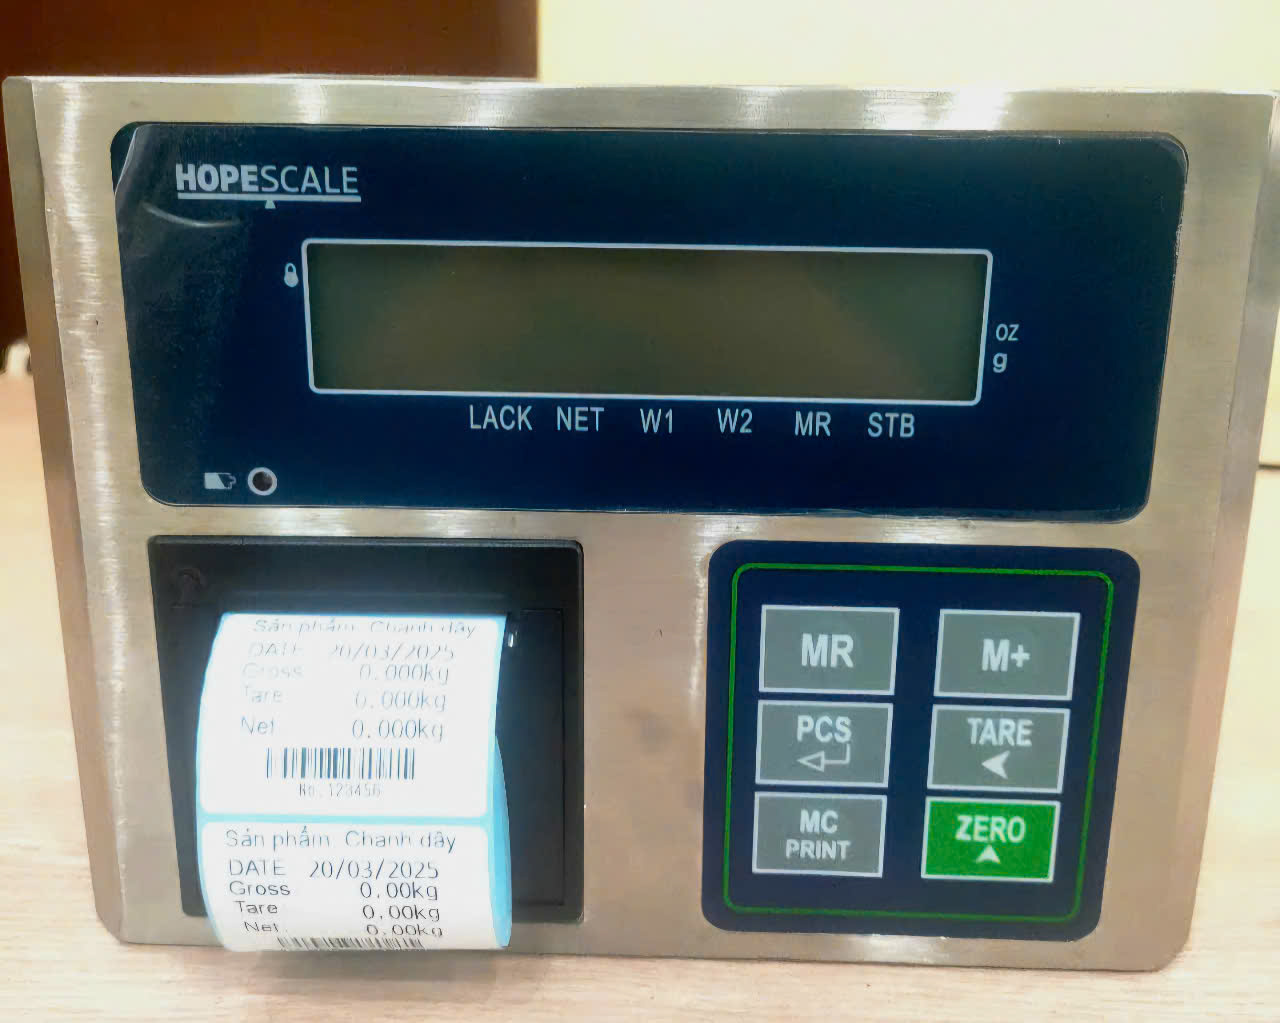 HOPESCALE
oz
g
LACK NET W1 W2 MR STB
MR M+
PCS TARE
MC PRINT ZERO
Sản phẩm Chanh dây
DATE 20/03/2025
Gross 0.000kg
Tare 0.000kg
Net 0.000kg
No.123456
Sản phẩm Chanh dây
DATE 20/03/2025
Gross 0.00kg
Tare 0.00kg
Net 0.00kg